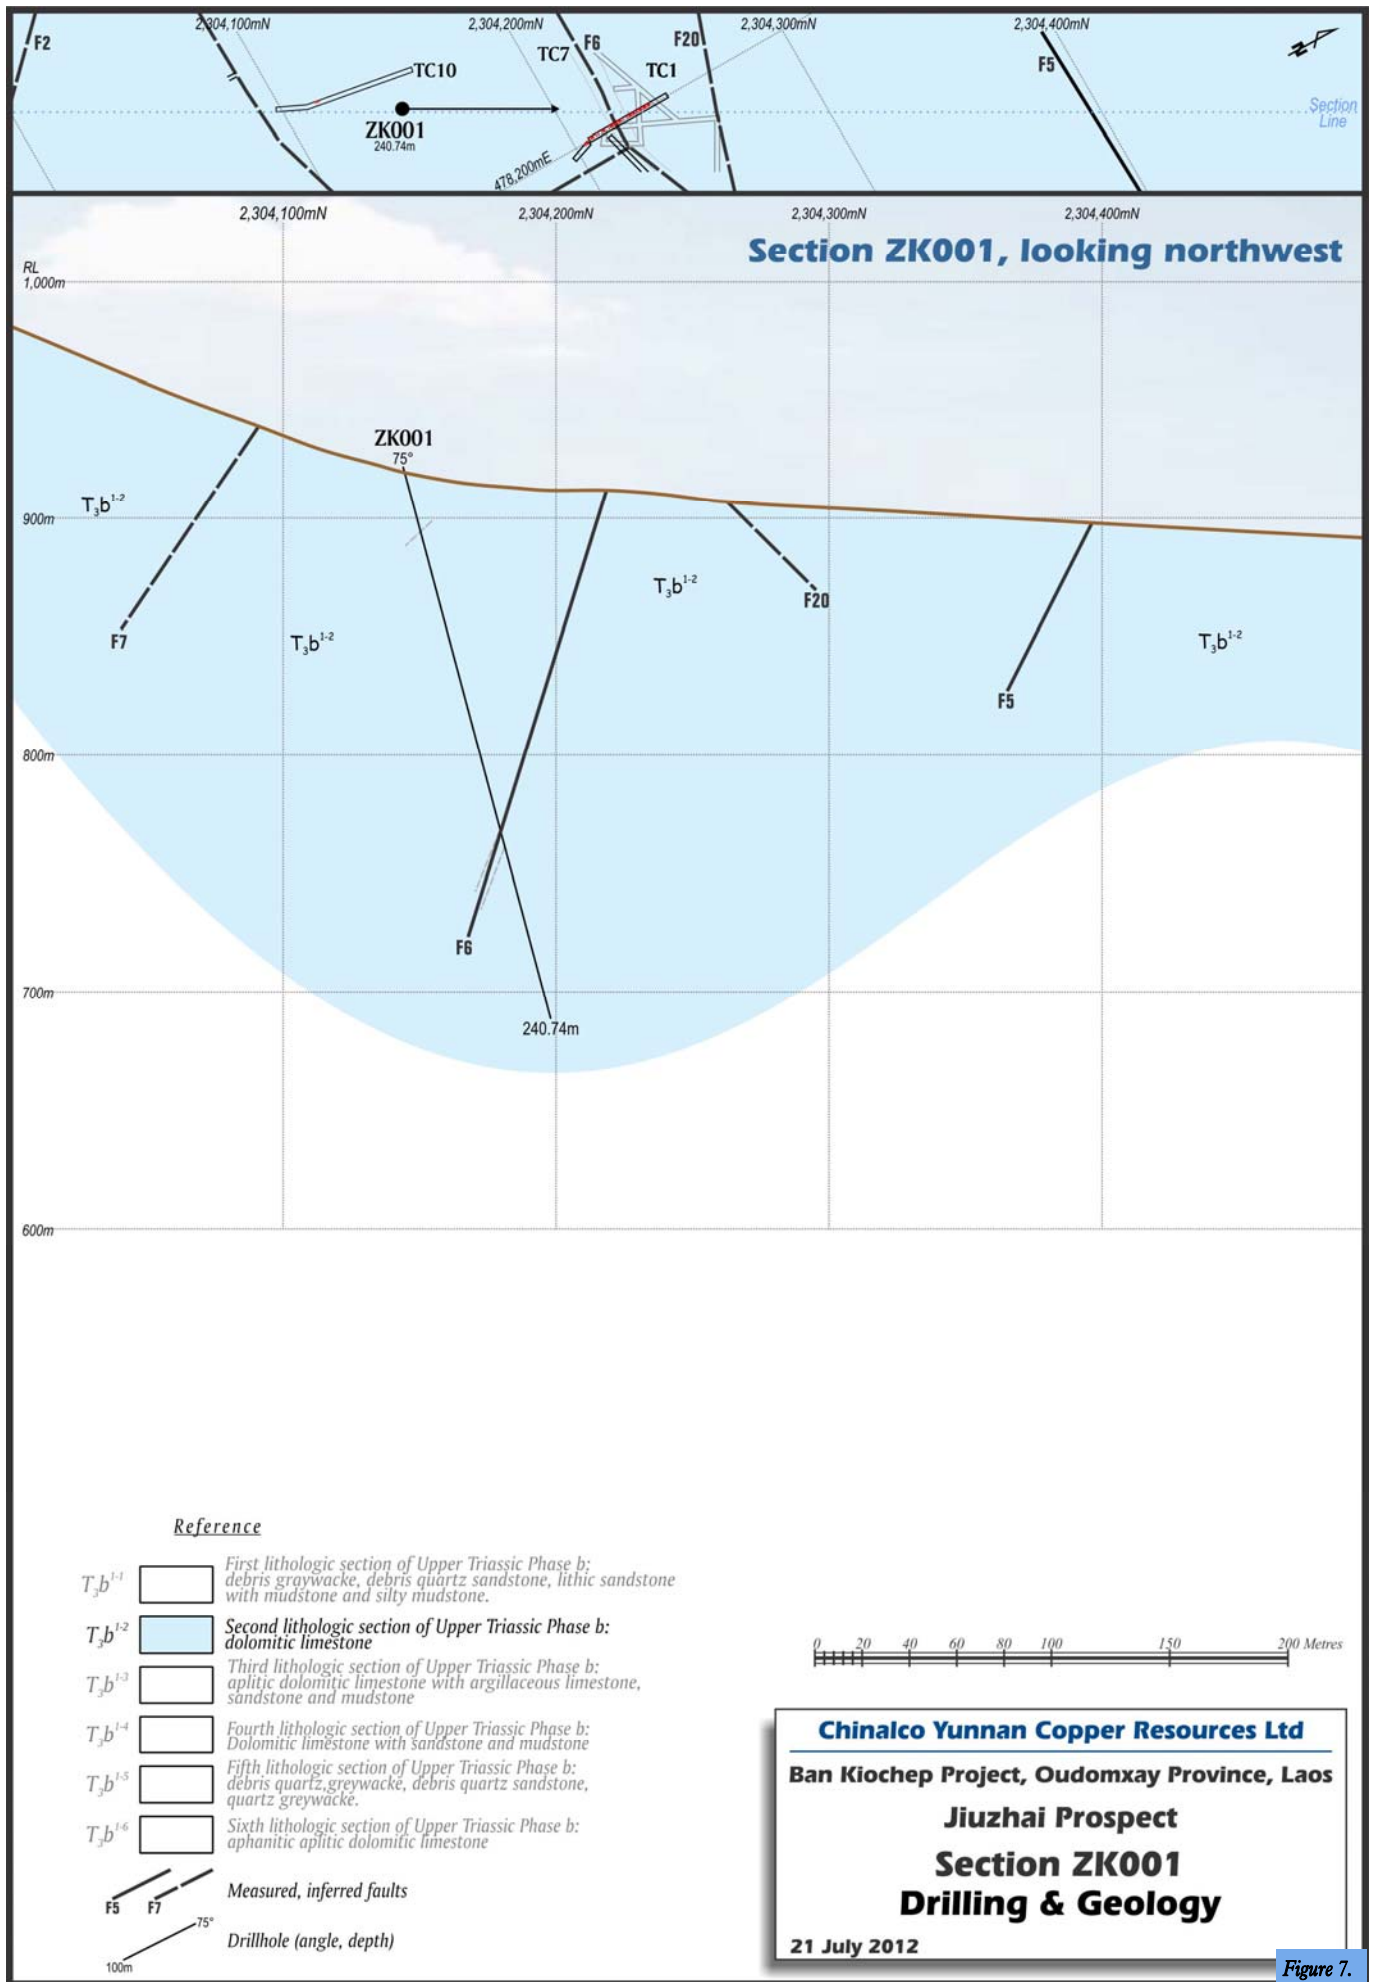 2,304,100mN
2,304,200mN
2,304,300mN
2,304,400mN
F2
TC7
F6
F20
F5
TC10
TC1
N
ZK001
240.74m
Section
Line
478,200mE
2,304,100mN
2,304,200mN
2,304,300mN
2,304,400mN
Section ZK001, looking northwest
RL
1,000m
ZK001
75°
T₃b¹⁻²
900m
T₃b¹⁻²
F20
F7
T₃b¹⁻²
T₃b¹⁻²
F5
800m
F6
700m
240.74m
600m
Reference
T₃b¹⁻¹
First lithologic section of Upper Triassic Phase b:
debris graywacke, debris quartz sandstone, lithic sandstone
with mudstone and silty mudstone.
T₃b¹⁻²
Second lithologic section of Upper Triassic Phase b:
dolomitic limestone
T₃b¹⁻³
Third lithologic section of Upper Triassic Phase b:
aplitic dolomitic limestone with argillaceous limestone,
sandstone and mudstone
T₃b¹⁻⁴
Fourth lithologic section of Upper Triassic Phase b:
Dolomitic limestone with sandstone and mudstone
T₃b¹⁻⁵
Fifth lithologic section of Upper Triassic Phase b:
debris quartz,greywacke, debris quartz sandstone,
quartz greywacke.
T₃b¹⁻⁶
Sixth lithologic section of Upper Triassic Phase b:
aphanitic aplitic dolomitic limestone
F5 F7
Measured, inferred faults
75°
Drillhole (angle, depth)
100m
0 20 40 60 80 100 150 200 Metres
Chinalco Yunnan Copper Resources Ltd
Ban Kiochep Project, Oudomxay Province, Laos
Jiuzhai Prospect
Section ZK001
Drilling & Geology
21 July 2012
Figure 7.